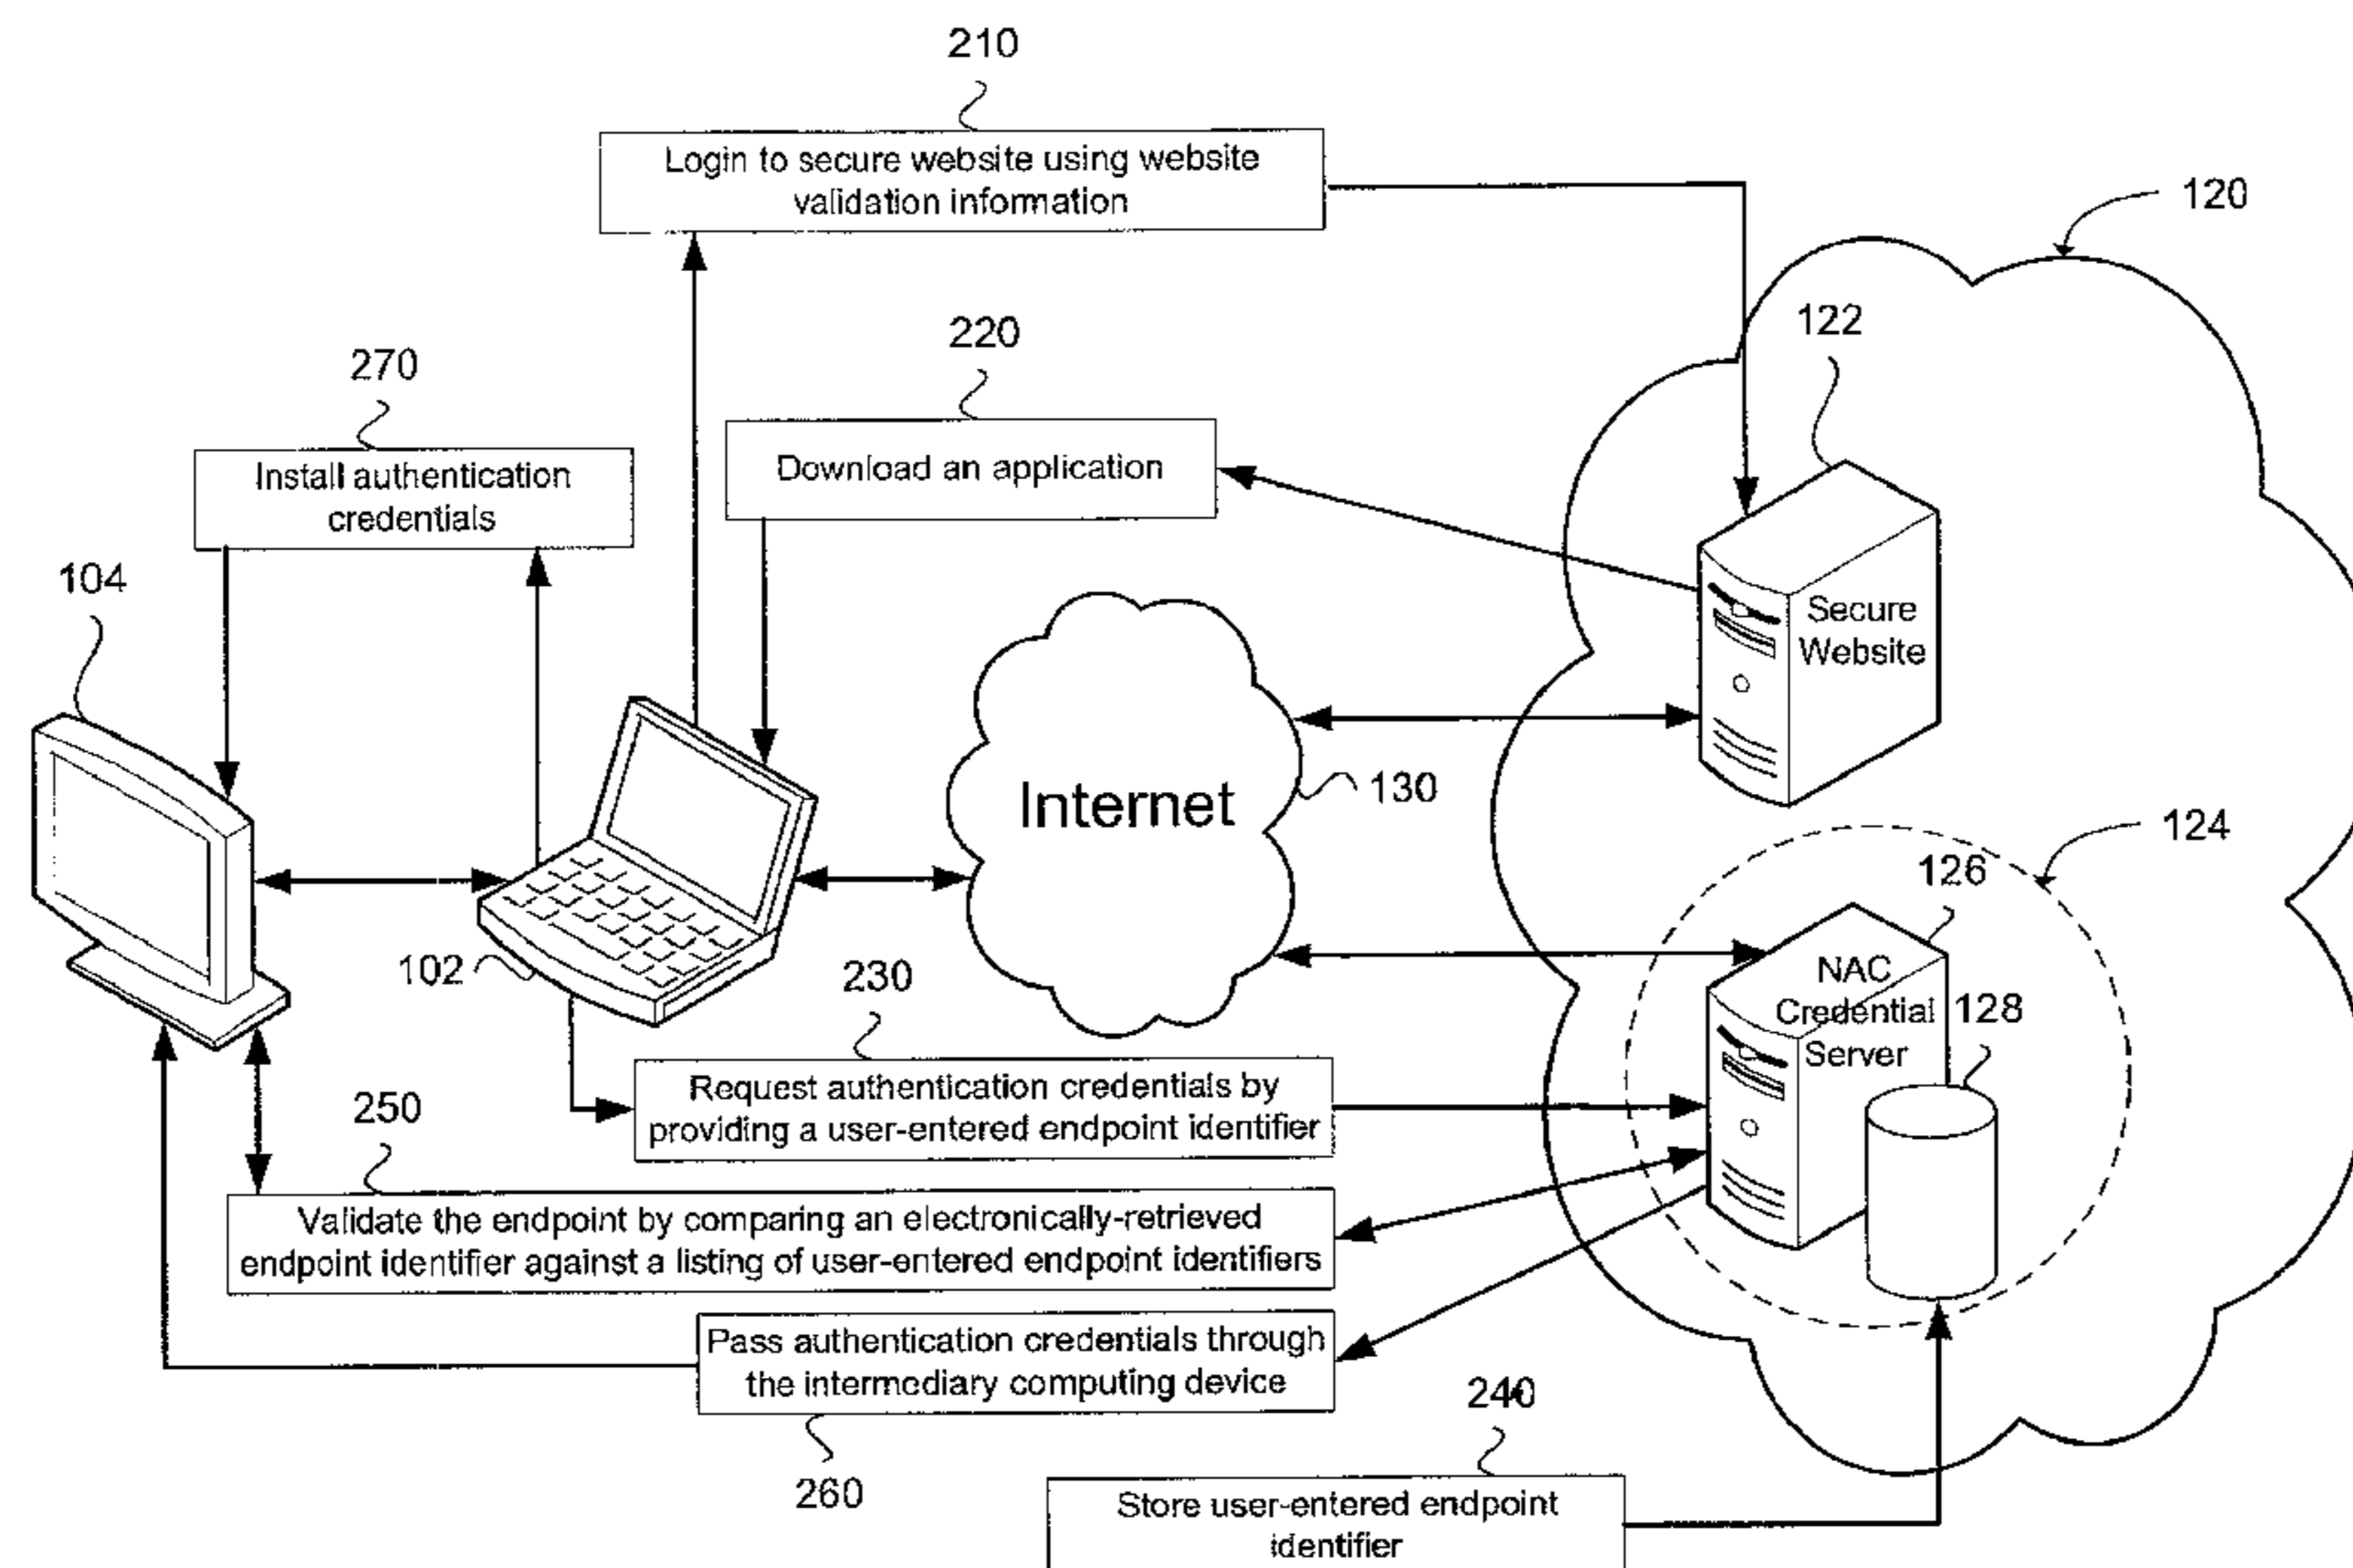 210
Login to secure website using website
validation information
120
122
220
270
Download an application
Install authentication
credentials
104
Secure
Website
Internet
130
124
126
102
230
NAC
Credential
Server
128
250
Request authentication credentials by
providing a user-entered endpoint identifier
Validate the endpoint by comparing an electronically-retrieved
endpoint identifier against a listing of user-entered endpoint identifiers
Pass authentication credentials through
the intermediary computing device
260
240
Store user-entered endpoint
identifier